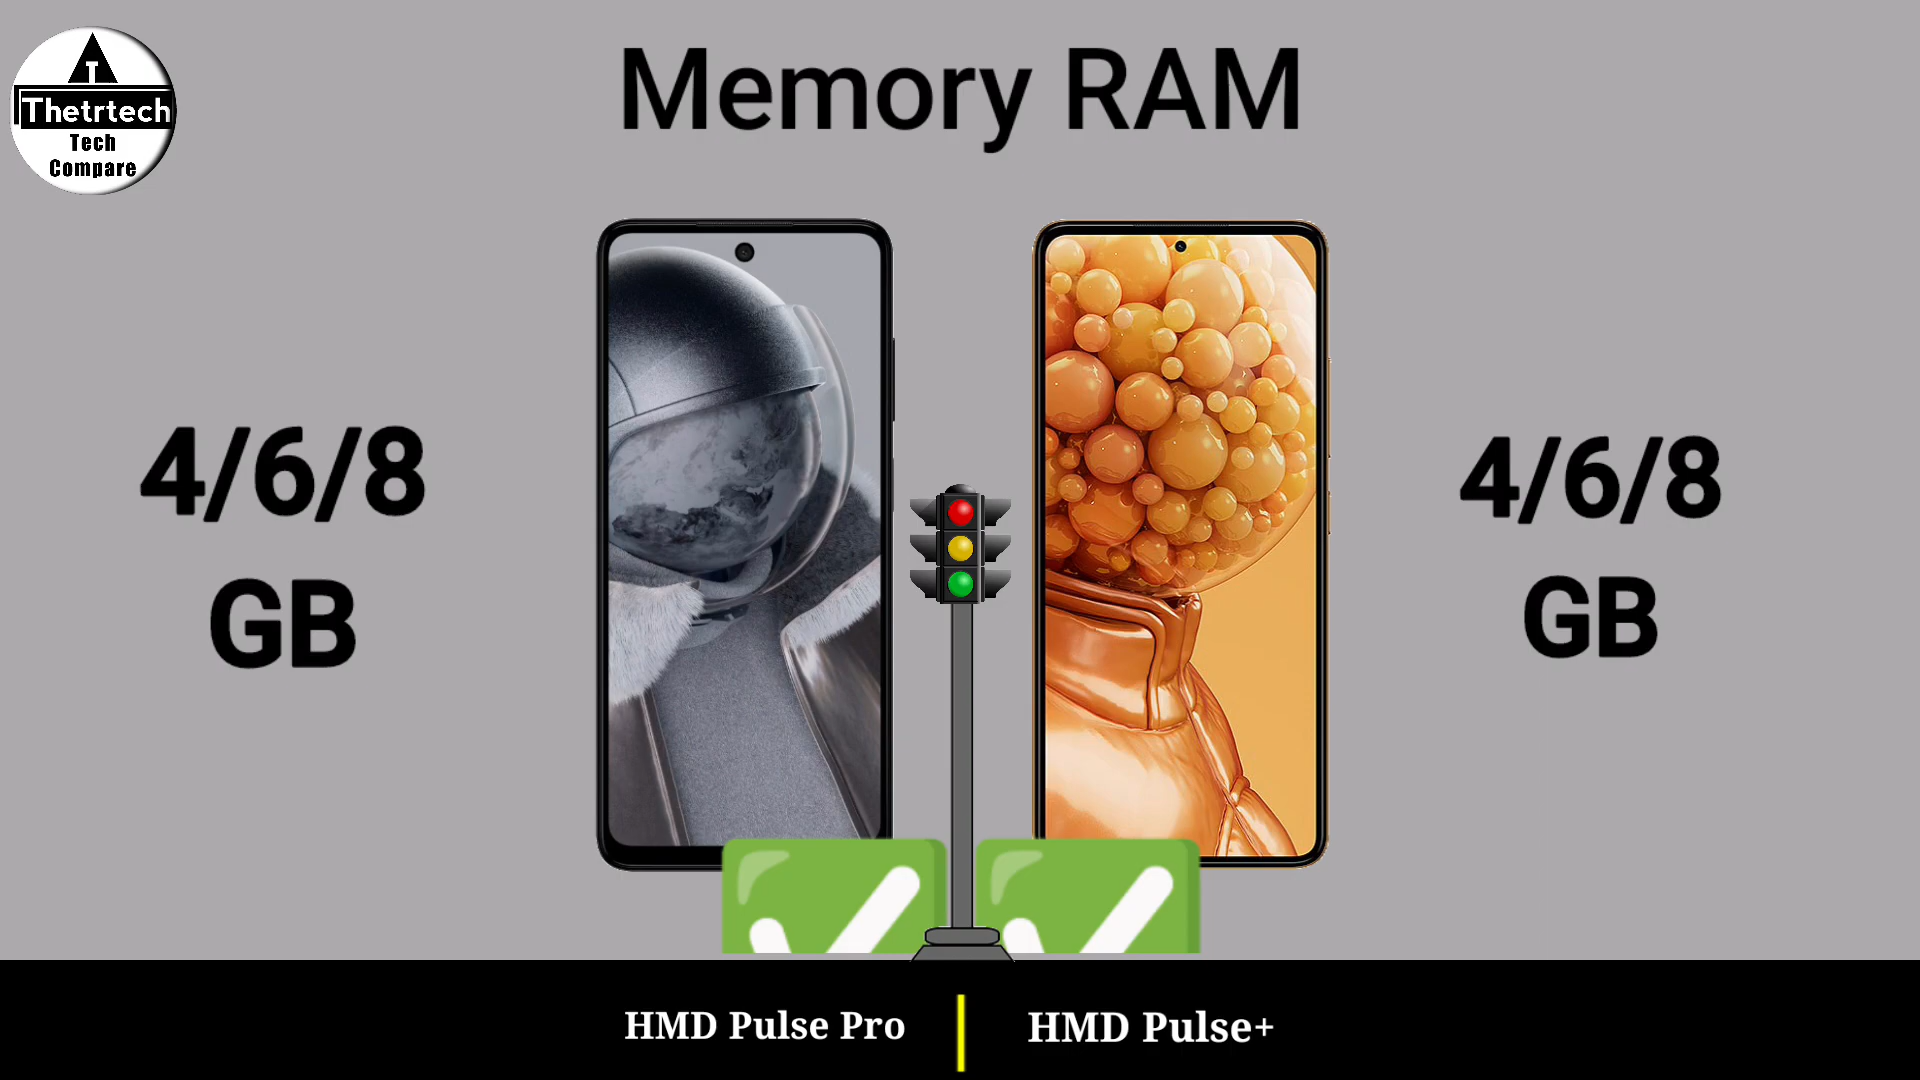 T
Thetrtech
Tech
Compare
Memory RAM
4/6/8
GB
4/6/8
GB
HMD Pulse Pro
HMD Pulse+